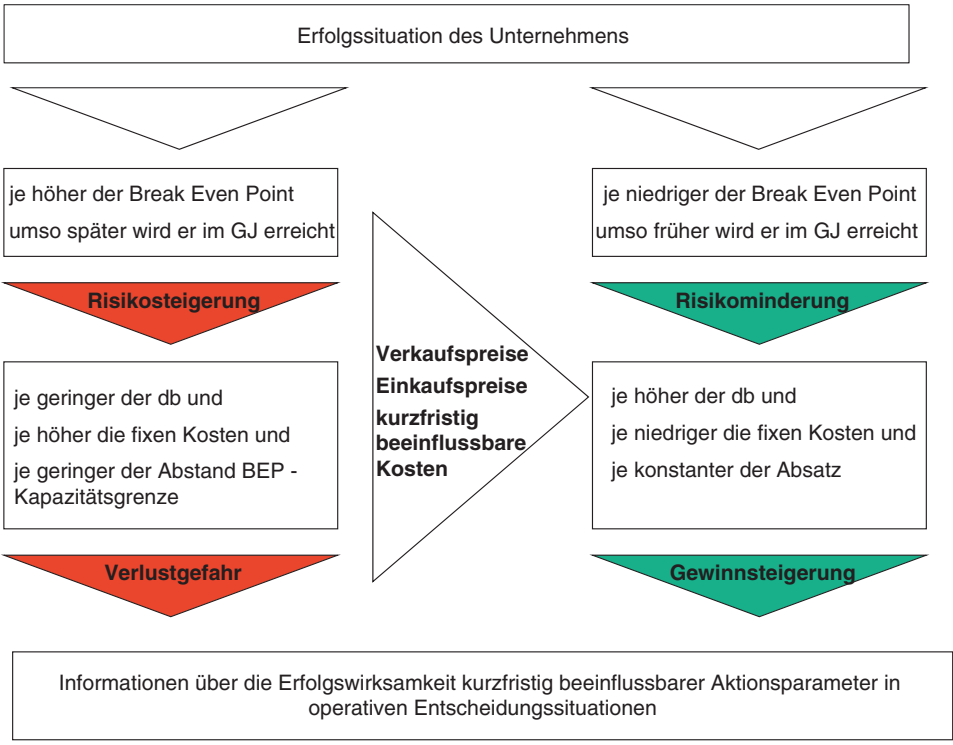 Erfolgssituation des Unternehmens
je höher der Break Even Point
umso später wird er im GJ erreicht
Risikosteigerung
je geringer der db und
je höher die fixen Kosten und
je geringer der Abstand BEP -
Kapazitätsgrenze
Verlustgefahr
Verkaufspreise
Einkaufspreise
kurzfristig
beeinflussbare
Kosten
je niedriger der Break Even Point
umso früher wird er im GJ erreicht
Risikominderung
je höher der db und
je niedriger die fixen Kosten und
je konstanter der Absatz
Gewinnsteigerung
Informationen über die Erfolgswirksamkeit kurzfristig beeinflussbarer Aktionsparameter in
operativen Entscheidungssituationen